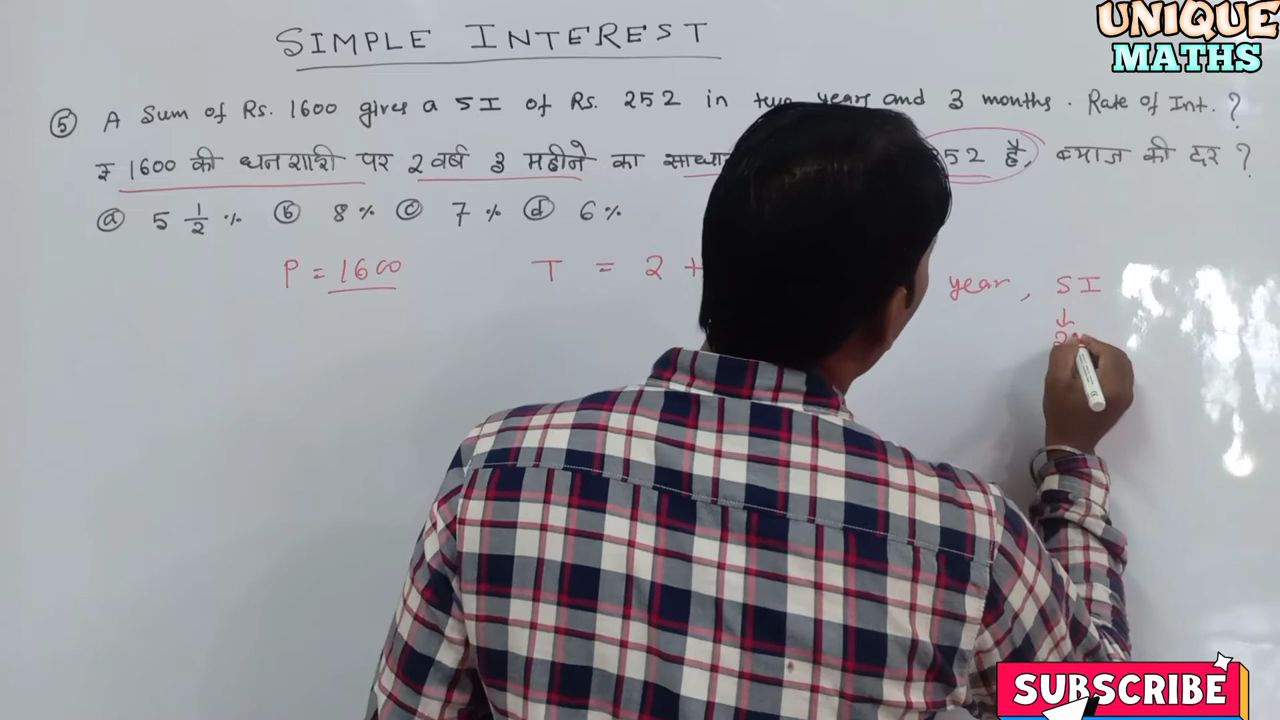 UNIQUE
MATHS
SIMPLE INTEREST
⑤ A Sum of Rs. 1600 gives a SI of Rs. 252 in two years and 3 months. Rate of Int. ?
₹ 1600 की धनराशी पर 2 वर्ष 3 महीने का 52 है, ब्याज की दर ?
ⓐ 5 1/2 % ⓑ 8 % ⓒ 7 % ⓓ 6 %
P = 1600 T = 2 + year, SI
↓
2
SUBSCRIBE